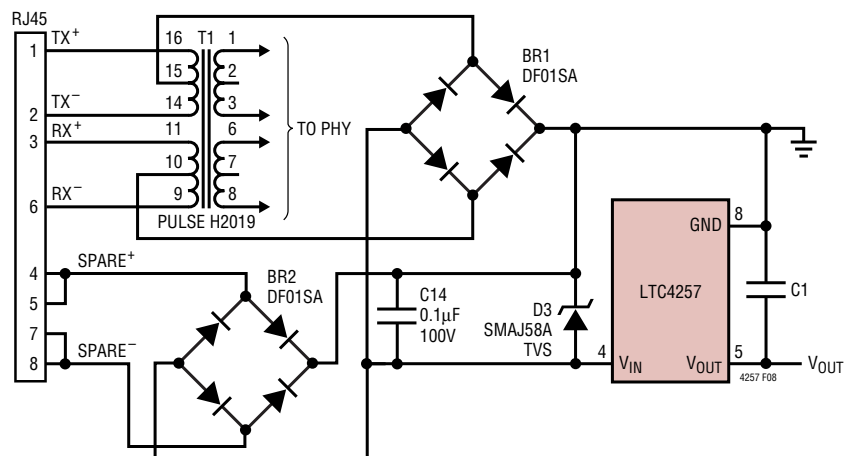 RJ45
1 TX+
2 TX−
3 RX+
6 RX−
4 SPARE+
5
7
8 SPARE−
16 T1 1
15 2
14 3
11 6
10 7
9 8
TO PHY
PULSE H2019
BR1
DF01SA
BR2
DF01SA
C14
0.1µF
100V
D3
SMAJ58A
TVS
GND 8
LTC4257
C1
4 VIN
VOUT 5
4257 F08
VOUT